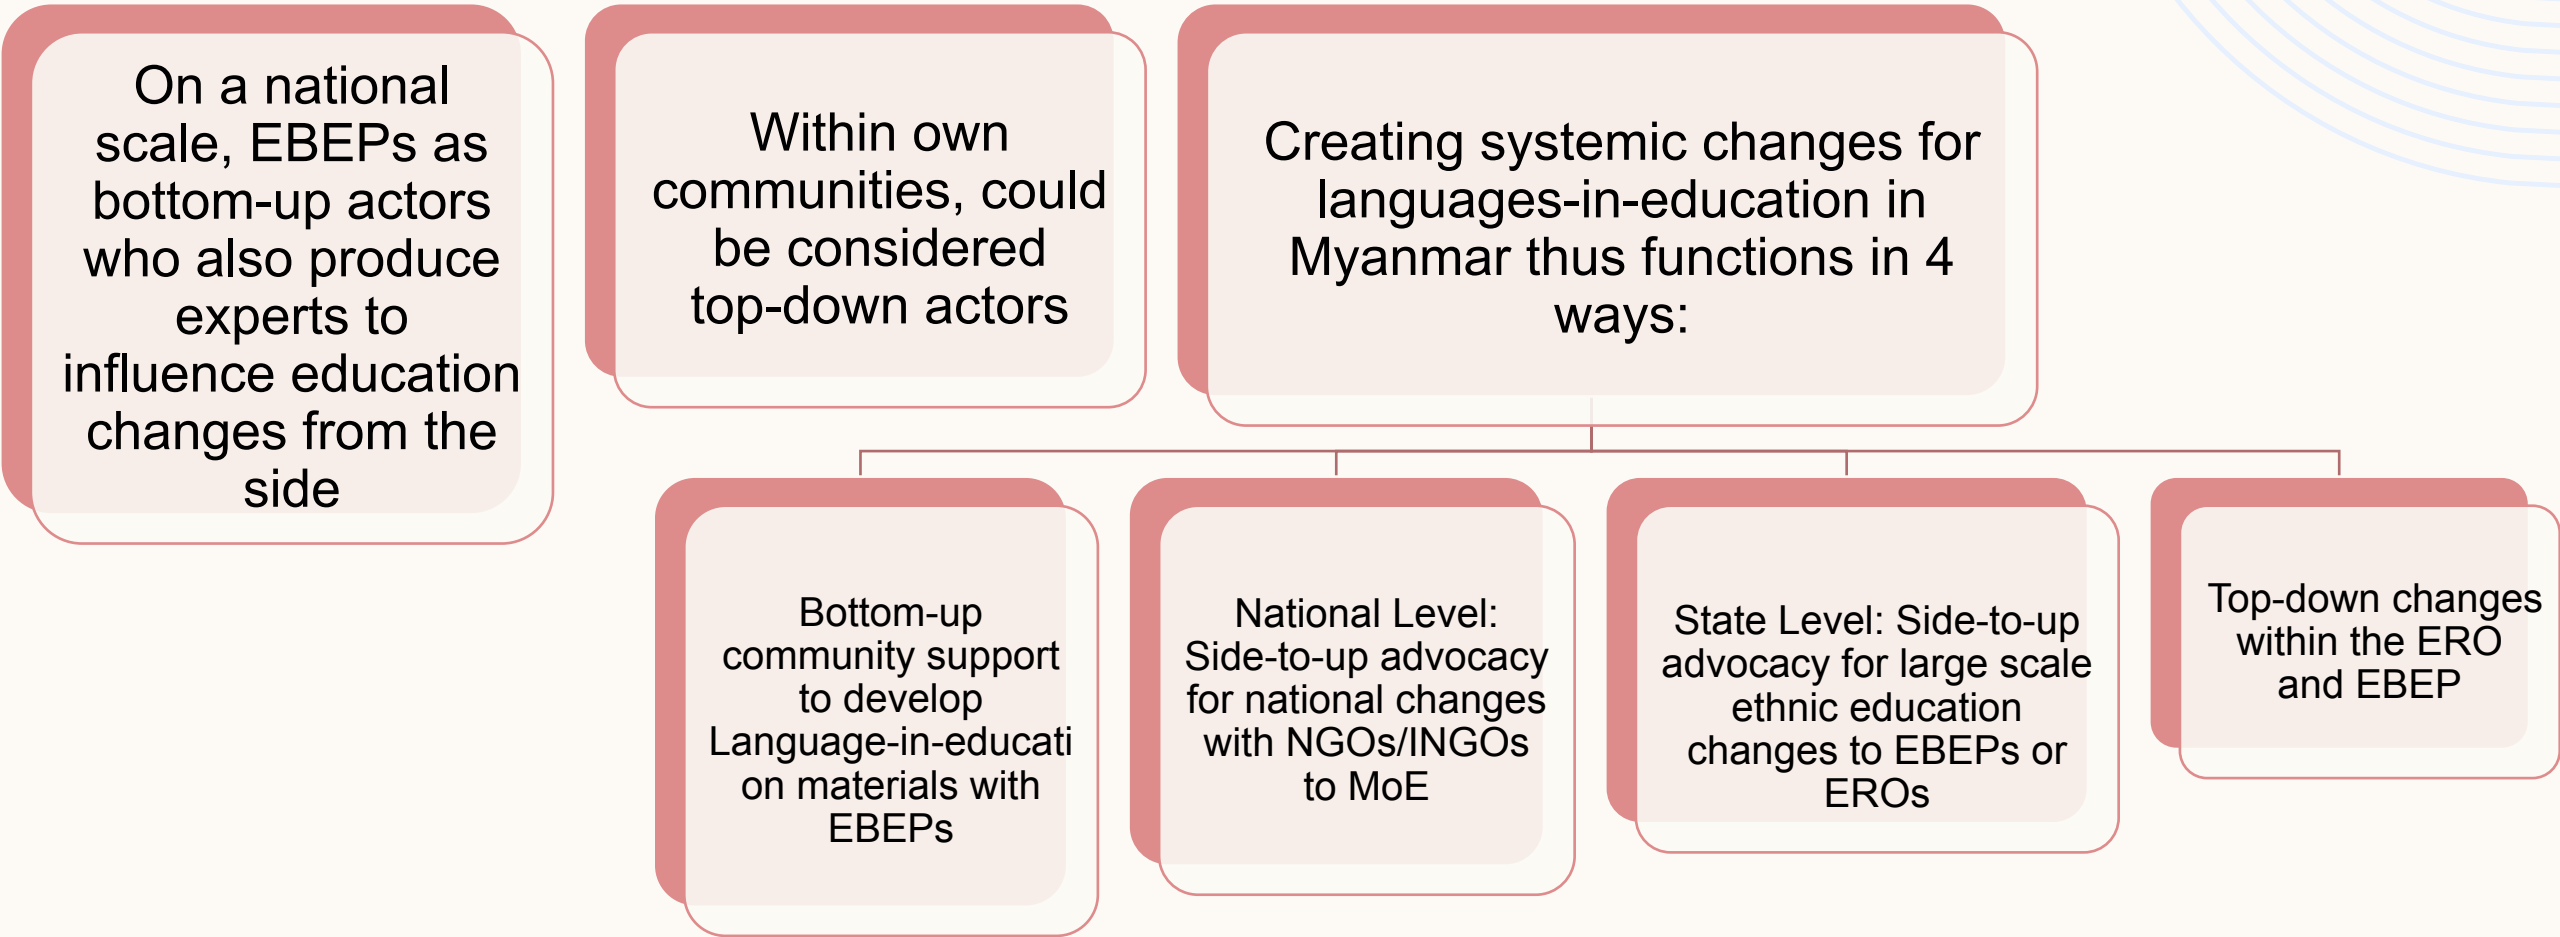 On a national
scale, EBEPs as
bottom-up actors
who also produce
experts to
influence education
changes from the
side
Within own
communities, could
be considered
top-down actors
Creating systemic changes for
languages-in-education in
Myanmar thus functions in 4
ways:
Bottom-up
community support
to develop
Language-in-educati
on materials with
EBEPs
National Level:
Side-to-up advocacy
for national changes
with NGOs/INGOs
to MoE
State Level: Side-to-up
advocacy for large scale
ethnic education
changes to EBEPs or
EROs
Top-down changes
within the ERO
and EBEP